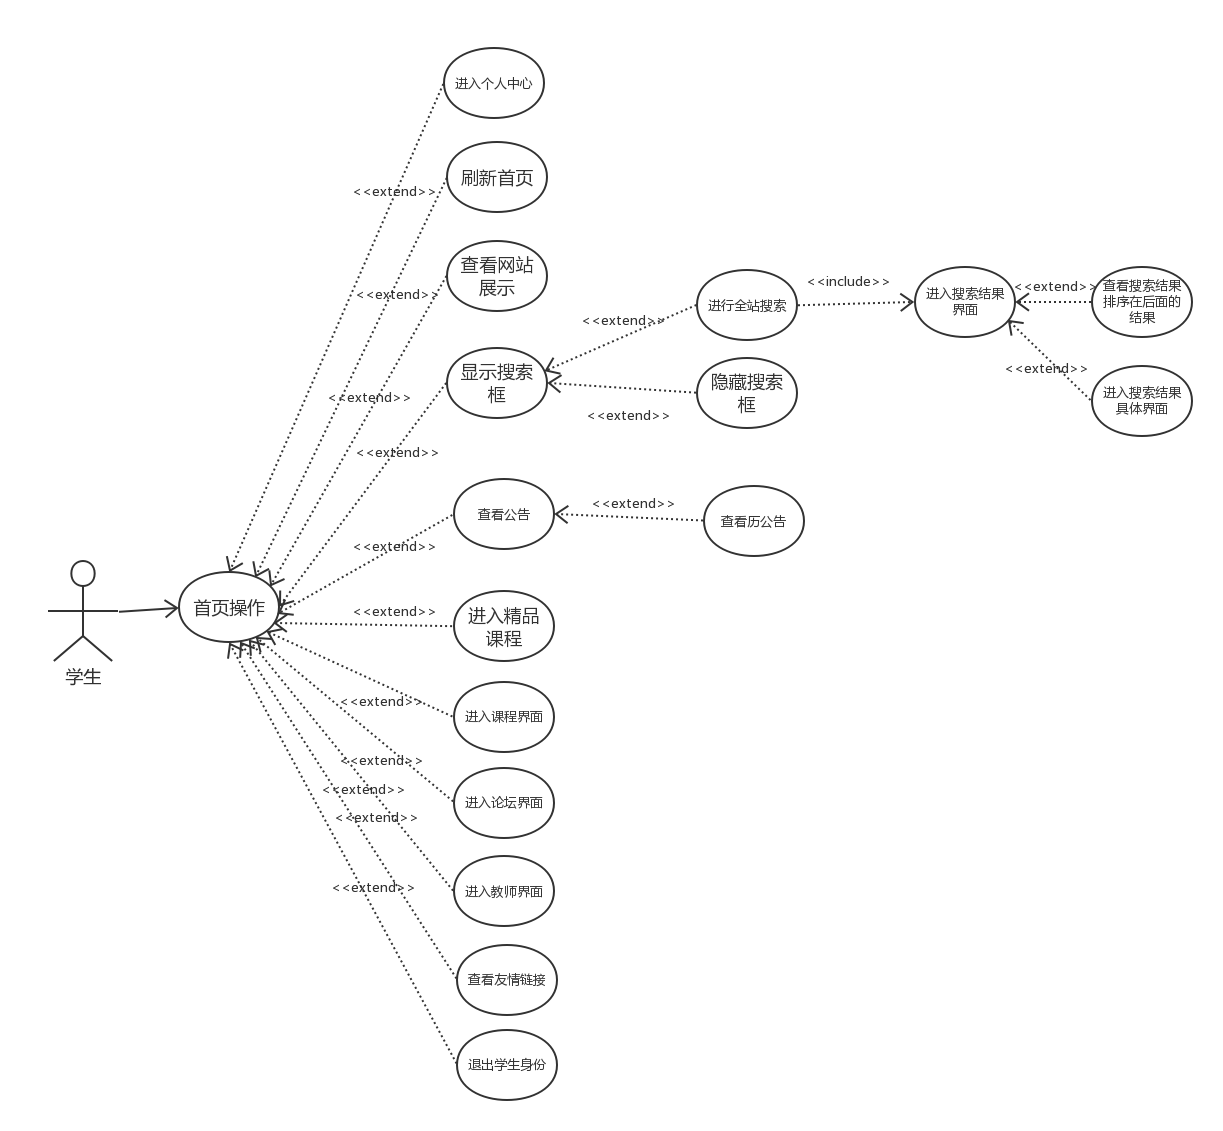 进入个人中心
<<extend>>
刷新首页
<<extend>>
查看网站
展示
<<extend>>
显示搜索
框
<<extend>>
<<extend>>
进行全站搜索
<<include>>
进入搜索结果
界面
<<extend>>
查看搜索结果
排序在后面的
结果
<<extend>>
进入搜索结果
具体界面
隐藏搜索
框
<<extend>>
查看公告
<<extend>>
<<extend>>
查看历公告
学生
首页操作
<<extend>>
进入精品
课程
<<extend>>
进入课程界面
<<extend>>
进入论坛界面
<<extend>>
<<extend>>
进入教师界面
<<extend>>
查看友情链接
退出学生身份